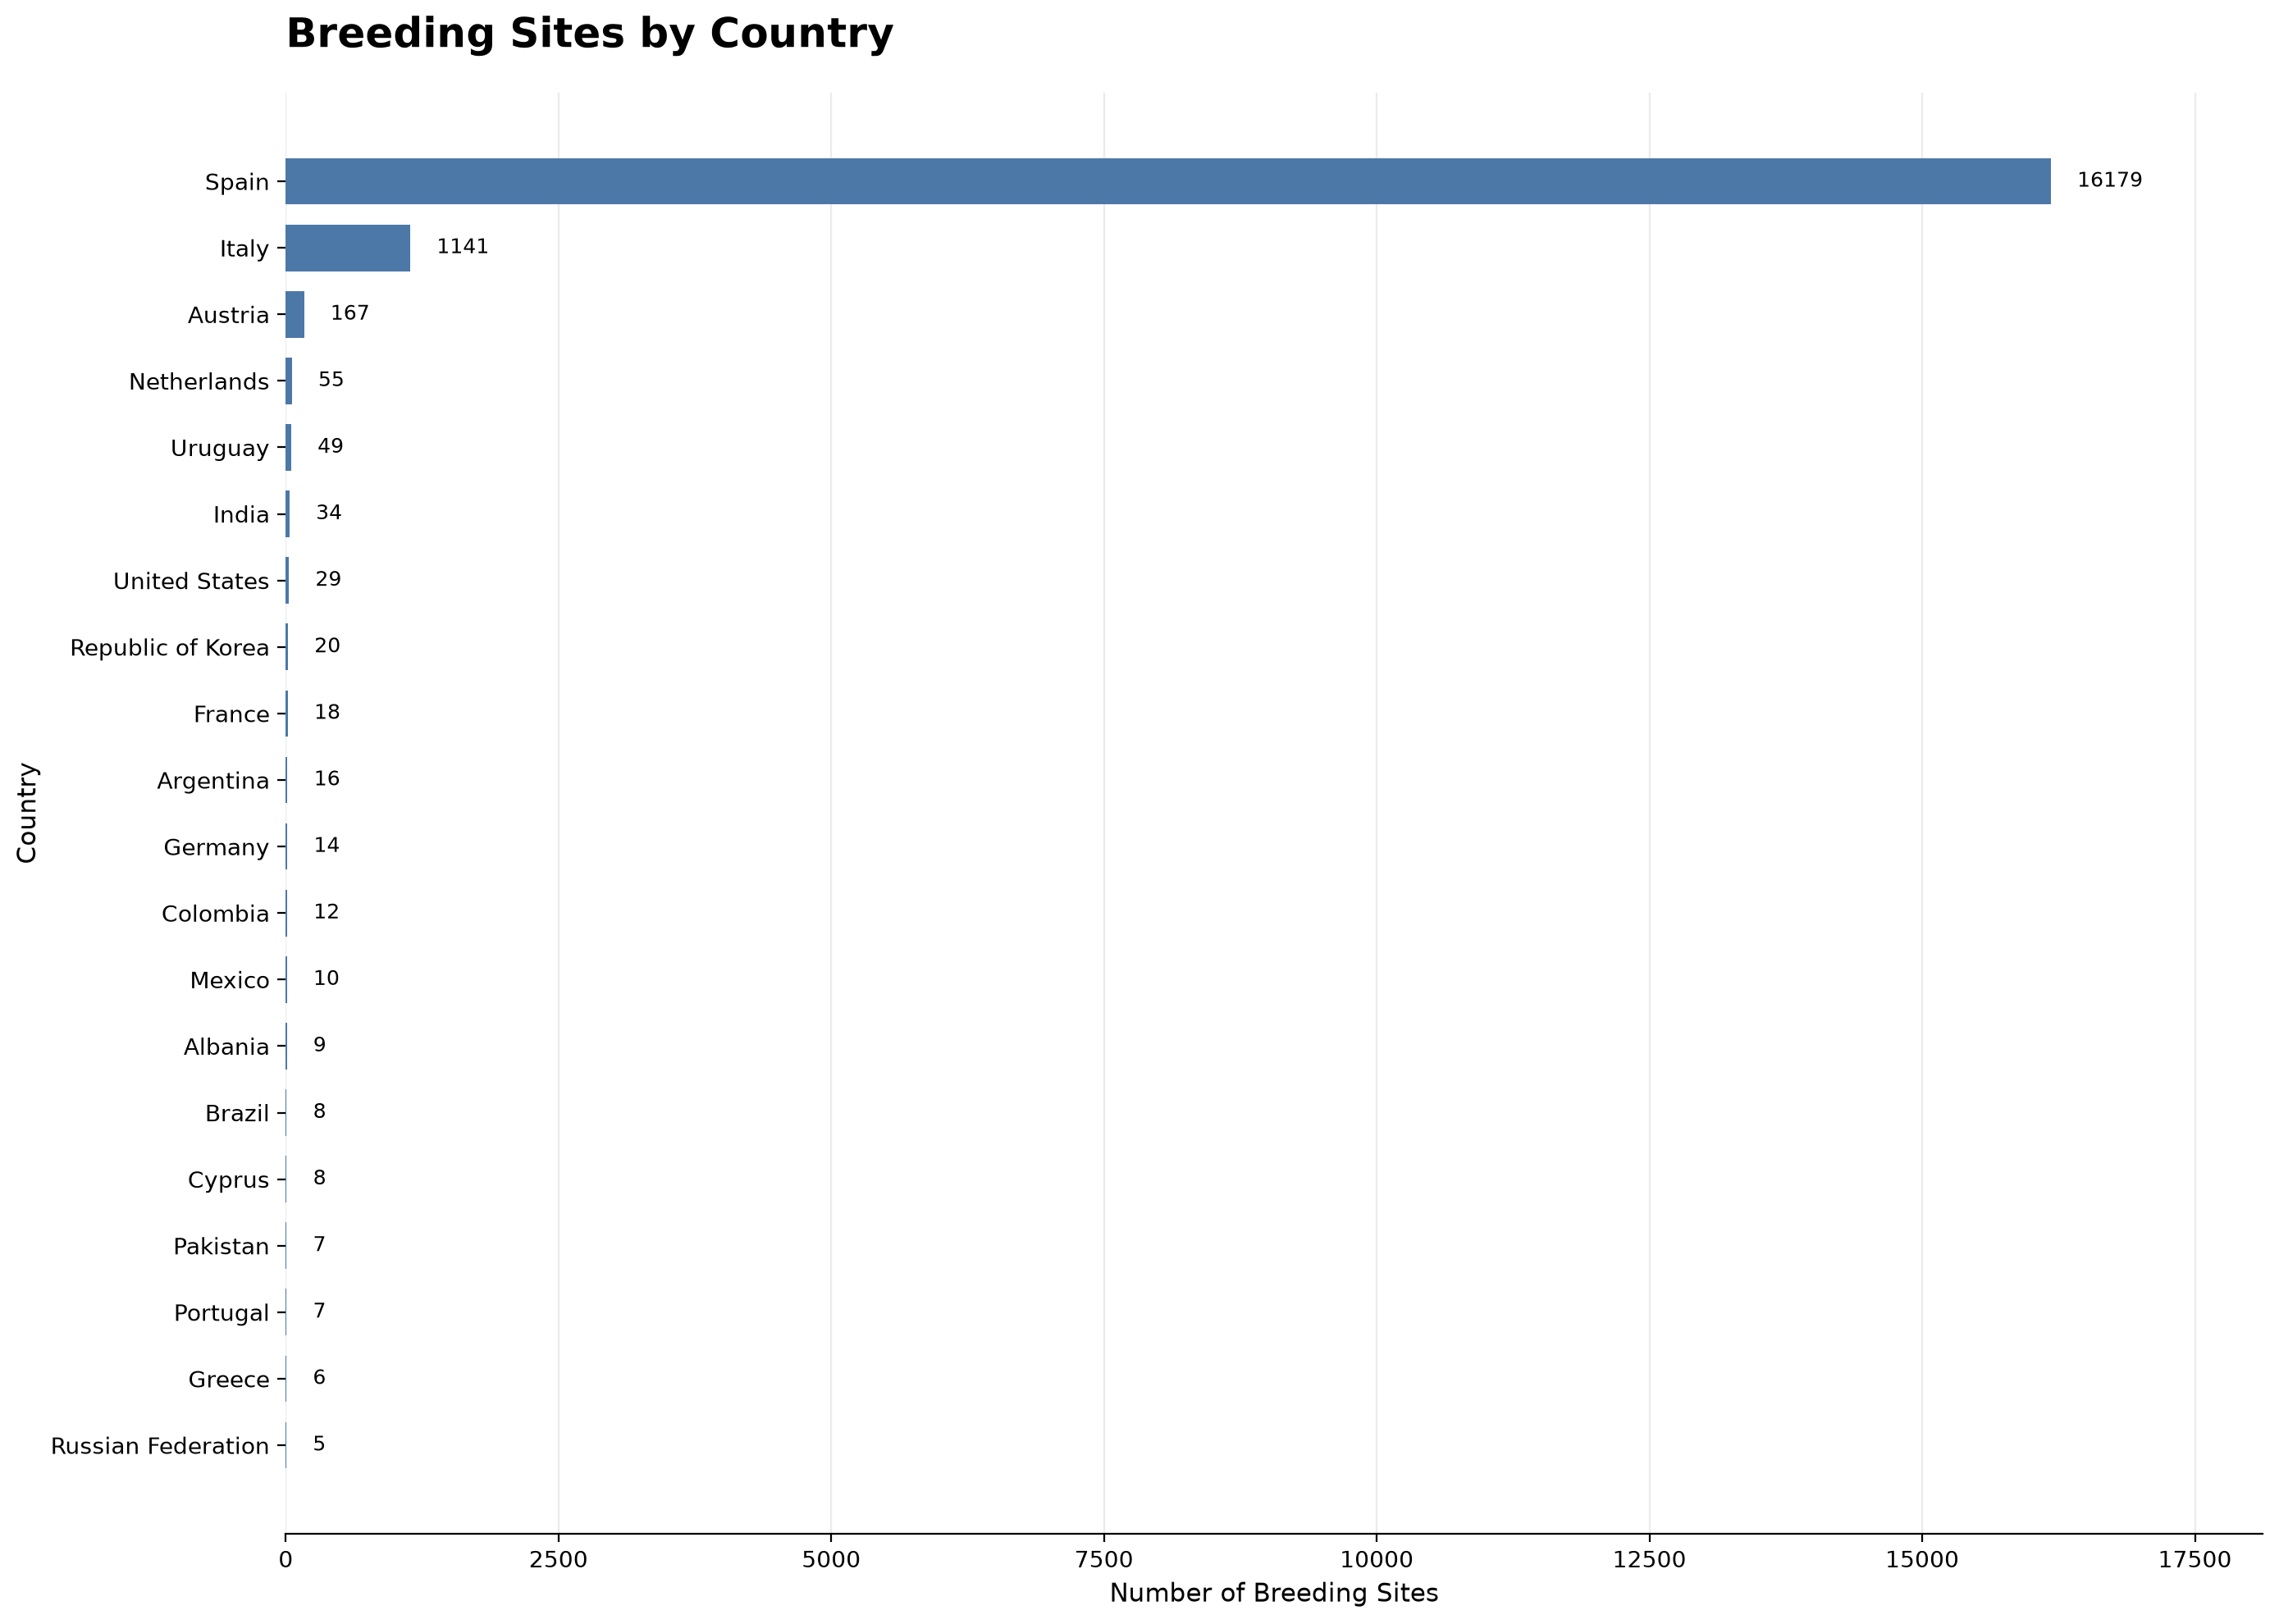 Breeding Sites by Country
Spain 16179
Italy 1141
Austria 167
Netherlands 55
Uruguay 49
India 34
United States 29
Republic of Korea 20
France 18
Argentina 16
Germany 14
Colombia 12
Mexico 10
Albania 9
Brazil 8
Cyprus 8
Pakistan 7
Portugal 7
Greece 6
Russian Federation 5
Country
0 2500 5000 7500 10000 12500 15000 17500
Number of Breeding Sites